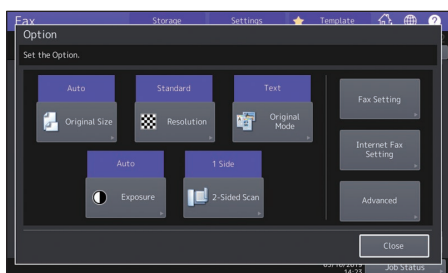 Fax
Storage
Settings
Template
?
Option
Set the Option.
Auto
Original Size
Standard
Resolution
Text
Original
Mode
Auto
Exposure
1 Side
2-Sided Scan
Fax Setting
Internet Fax
Setting
Advanced
Close
14:23
Job Status